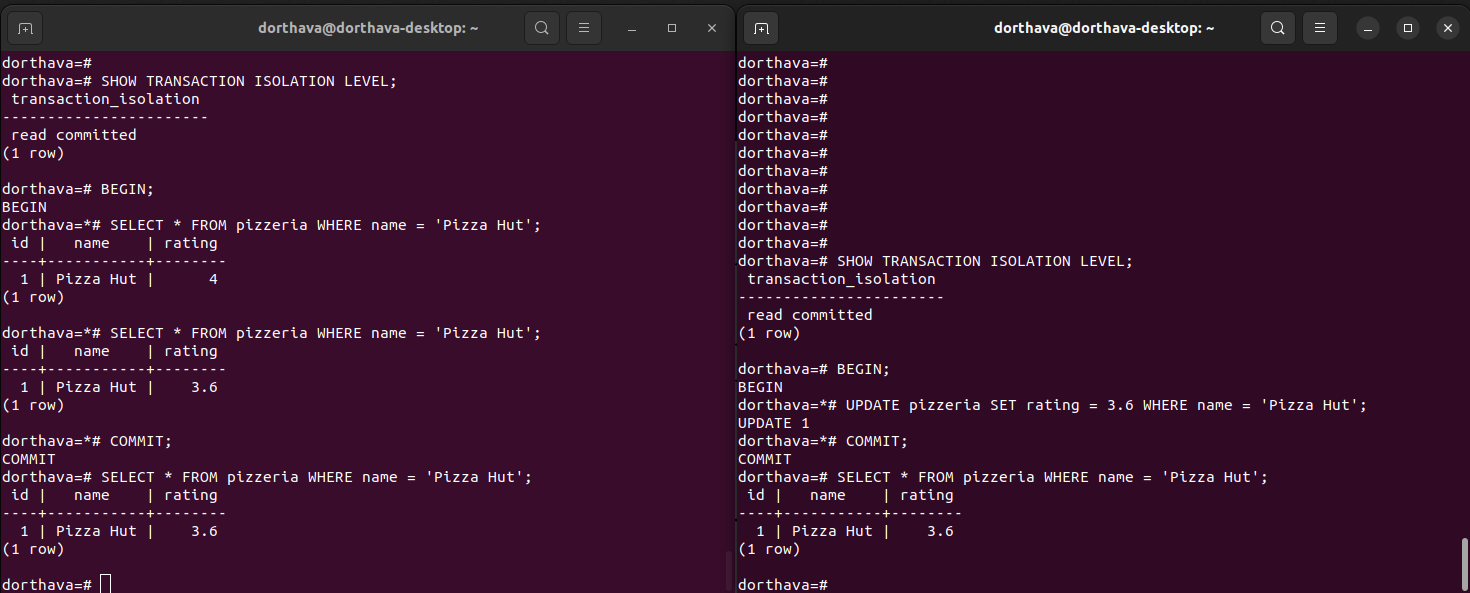 dorthava@dorthava-desktop: ~
dorthava=#
dorthava=# SHOW TRANSACTION ISOLATION LEVEL;
 transaction_isolation
-----------------------
 read committed
(1 row)

dorthava=# BEGIN;
BEGIN
dorthava=*# SELECT * FROM pizzeria WHERE name = 'Pizza Hut';
 id |   name    | rating
----+-----------+--------
  1 | Pizza Hut |      4
(1 row)

dorthava=*# SELECT * FROM pizzeria WHERE name = 'Pizza Hut';
 id |   name    | rating
----+-----------+--------
  1 | Pizza Hut |    3.6
(1 row)

dorthava=*# COMMIT;
COMMIT
dorthava=# SELECT * FROM pizzeria WHERE name = 'Pizza Hut';
 id |   name    | rating
----+-----------+--------
  1 | Pizza Hut |    3.6
(1 row)

dorthava=#
dorthava@dorthava-desktop: ~
dorthava=#
dorthava=#
dorthava=#
dorthava=#
dorthava=#
dorthava=#
dorthava=#
dorthava=#
dorthava=#
dorthava=#
dorthava=#
dorthava=# SHOW TRANSACTION ISOLATION LEVEL;
 transaction_isolation
-----------------------
 read committed
(1 row)

dorthava=# BEGIN;
BEGIN
dorthava=*# UPDATE pizzeria SET rating = 3.6 WHERE name = 'Pizza Hut';
UPDATE 1
dorthava=*# COMMIT;
COMMIT
dorthava=# SELECT * FROM pizzeria WHERE name = 'Pizza Hut';
 id |   name    | rating
----+-----------+--------
  1 | Pizza Hut |    3.6
(1 row)

dorthava=#